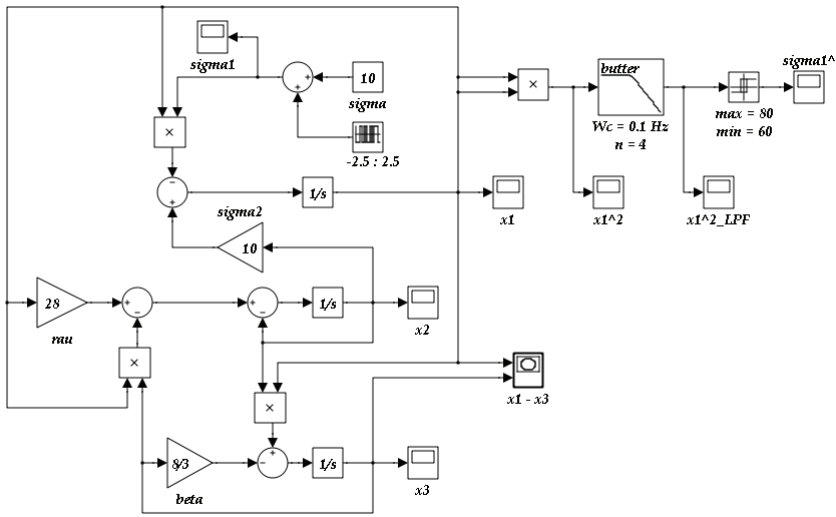 sigma1
10
sigma
-2.5 : 2.5
×
− +
1/s
sigma2
10
x1
×
butter
Wc = 0.1 Hz
n = 4
sigma1^
max = 80
min = 60
x1^2
x1^2_LPF
28
rau
+ −
+ −
1/s
x2
×
×
x1 - x3
8/3
beta
+ −
1/s
x3
+ +